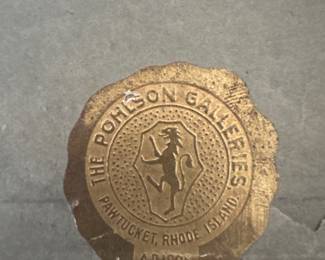 THE POHLSON GALLERIES
PAWTUCKET, RHODE ISLAND.
A.D.